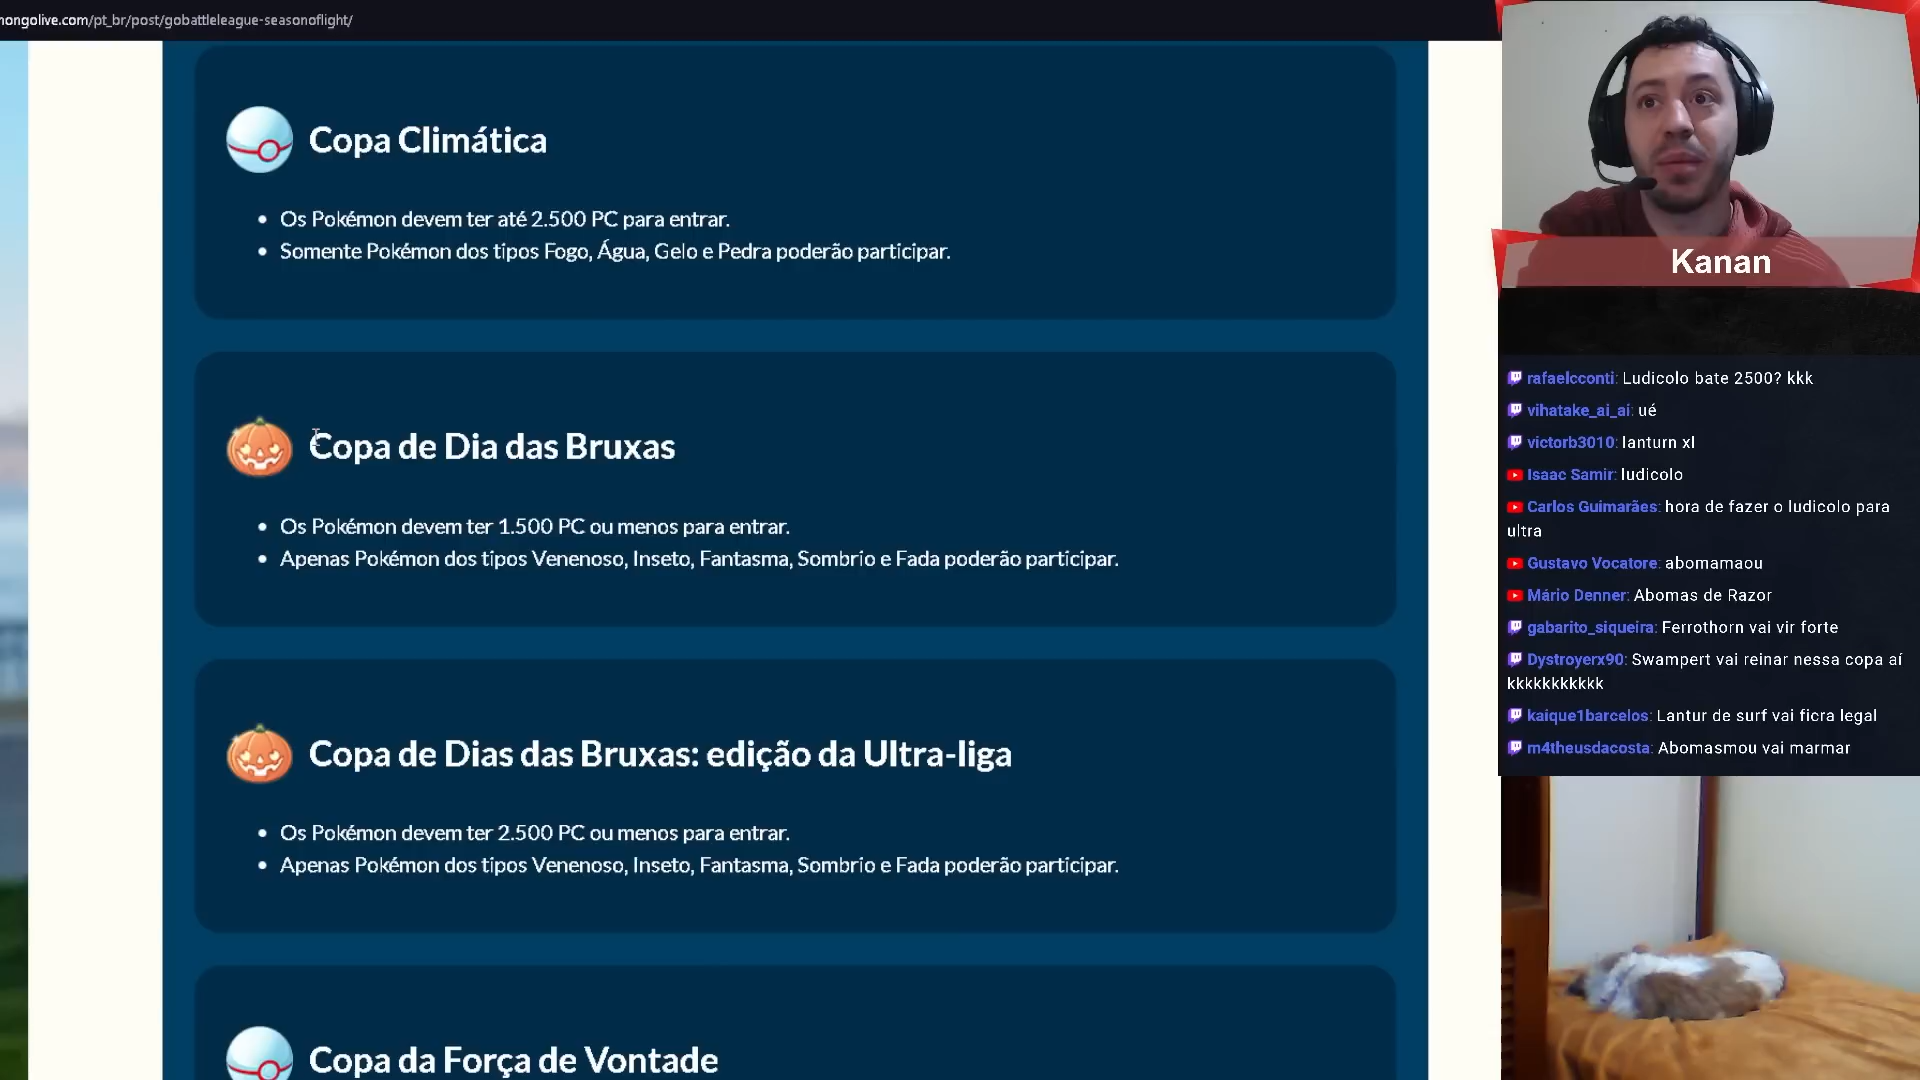 nongolive.com/pt_br/post/gobattleleague-seasonoflight/
Copa Climática
Os Pokémon devem ter até 2.500 PC para entrar.
Somente Pokémon dos tipos Fogo, Água, Gelo e Pedra poderão participar.
Copa de Dia das Bruxas
Os Pokémon devem ter 1.500 PC ou menos para entrar.
Apenas Pokémon dos tipos Venenoso, Inseto, Fantasma, Sombrio e Fada poderão participar.
Copa de Dias das Bruxas: edição da Ultra-liga
Os Pokémon devem ter 2.500 PC ou menos para entrar.
Apenas Pokémon dos tipos Venenoso, Inseto, Fantasma, Sombrio e Fada poderão participar.
Copa da Força de Vontade
Kanan
rafaelcconti: Ludicolo bate 2500? kkk
vihatake_ai_ai: ué
victorb3010: lanturn xl
Isaac Samir: ludicolo
Carlos Guimarães: hora de fazer o ludicolo para
ultra
Gustavo Vocatore: abomamaou
Mário Denner: Abomas de Razor
gabarito_siqueira: Ferrothorn vai vir forte
Dystroyerx90: Swampert vai reinar nessa copa aí
kkkkkkkkkkk
kaique1barcelos: Lantur de surf vai ficra legal
m4theusdacosta: Abomasmou vai marmar